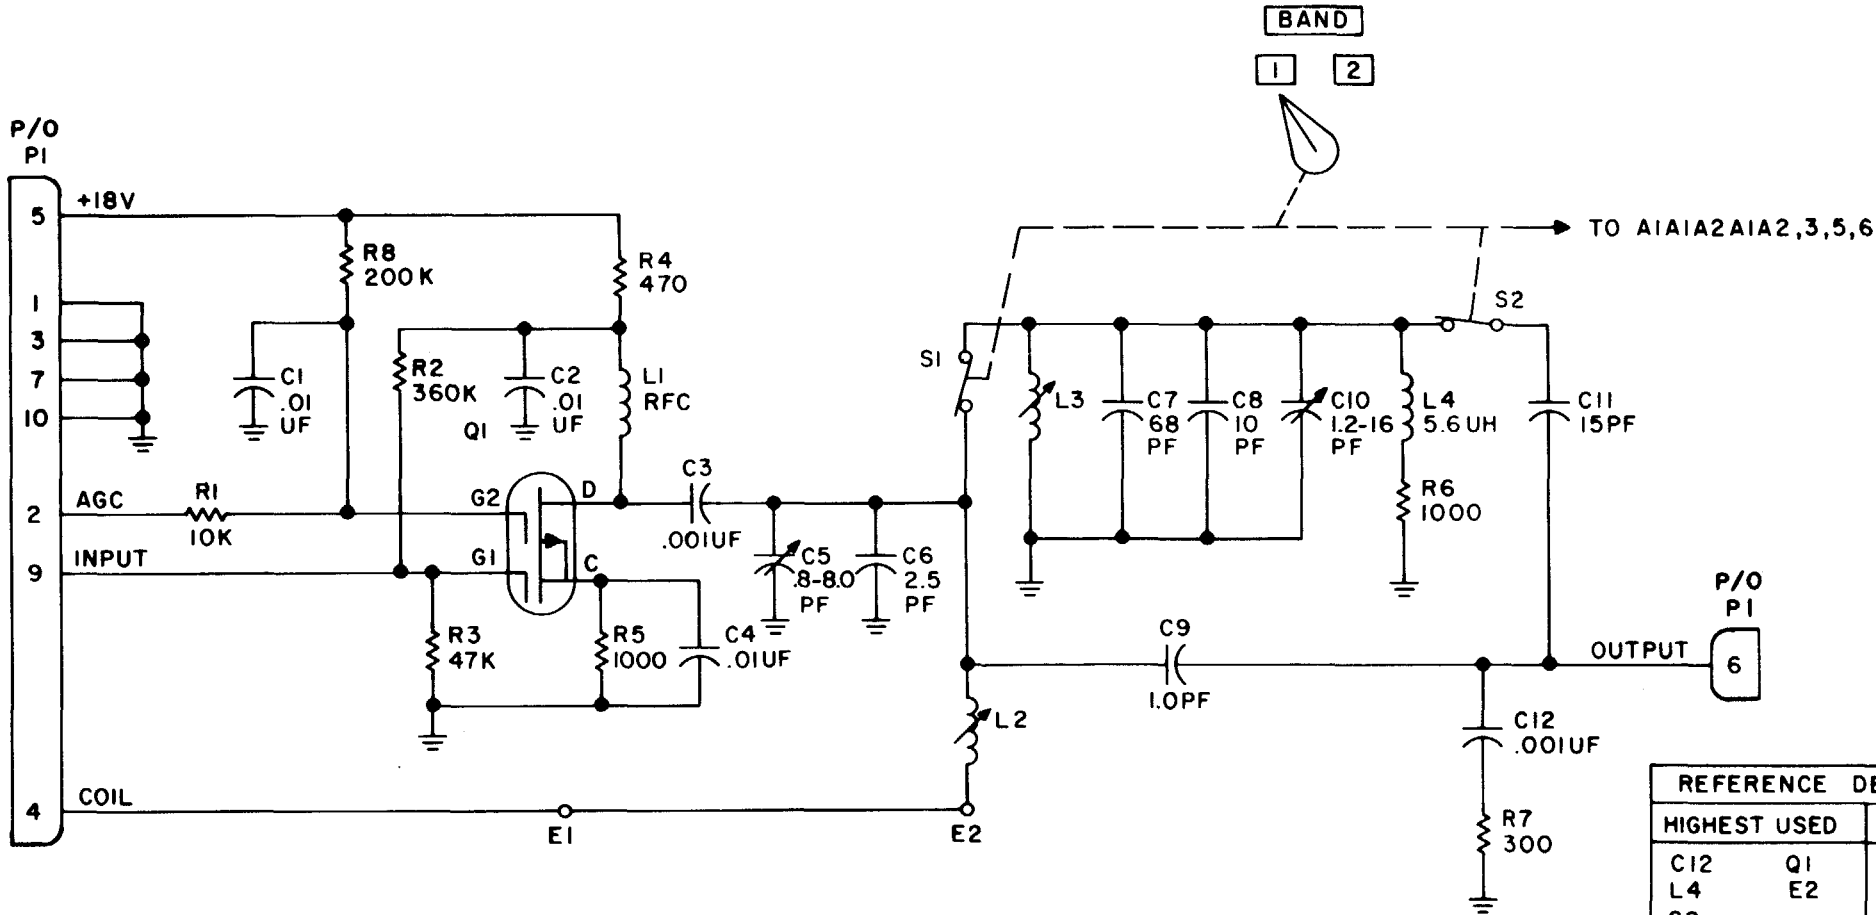 BAND
1 2
P/O
P1
5 +18V
1
3
7
10
2 AGC
9 INPUT
4 COIL
R8
200K
R4
470
C1
.01
UF
R2
360K
C2
.01
UF
L1
RFC
Q1
R1
10K
G2
G1
D
C
C3
.001UF
R3
47K
R5
1000
C4
.01UF
C5
.8-8.0
PF
C6
2.5
PF
E1
E2
L2
TO A1A1A2A1A2,3,5,6
S1
S2
L3
C7
68
PF
C8
10
PF
C10
1.2-16
PF
L4
5.6UH
C11
15PF
R6
1000
C9
1.0PF
OUTPUT
P/O
P1
6
C12
.001UF
R7
300
REFERENCE DE
HIGHEST USED
C12 Q1
L4 E2